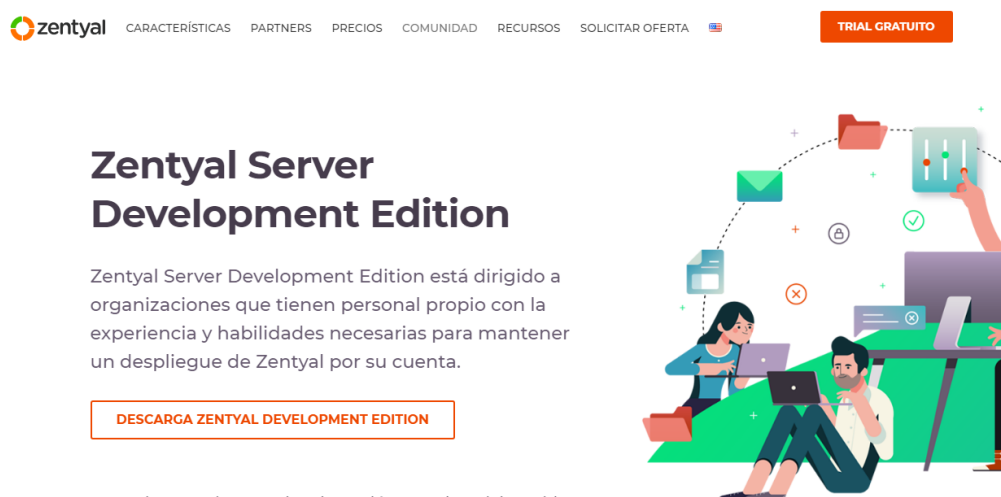 zentyal CARACTERÍSTICAS PARTNERS PRECIOS COMUNIDAD RECURSOS SOLICITAR OFERTA TRIAL GRATUITO
Zentyal Server
Development Edition
Zentyal Server Development Edition está dirigido a
organizaciones que tienen personal propio con la
experiencia y habilidades necesarias para mantener
un despliegue de Zentyal por su cuenta.
DESCARGA ZENTYAL DEVELOPMENT EDITION